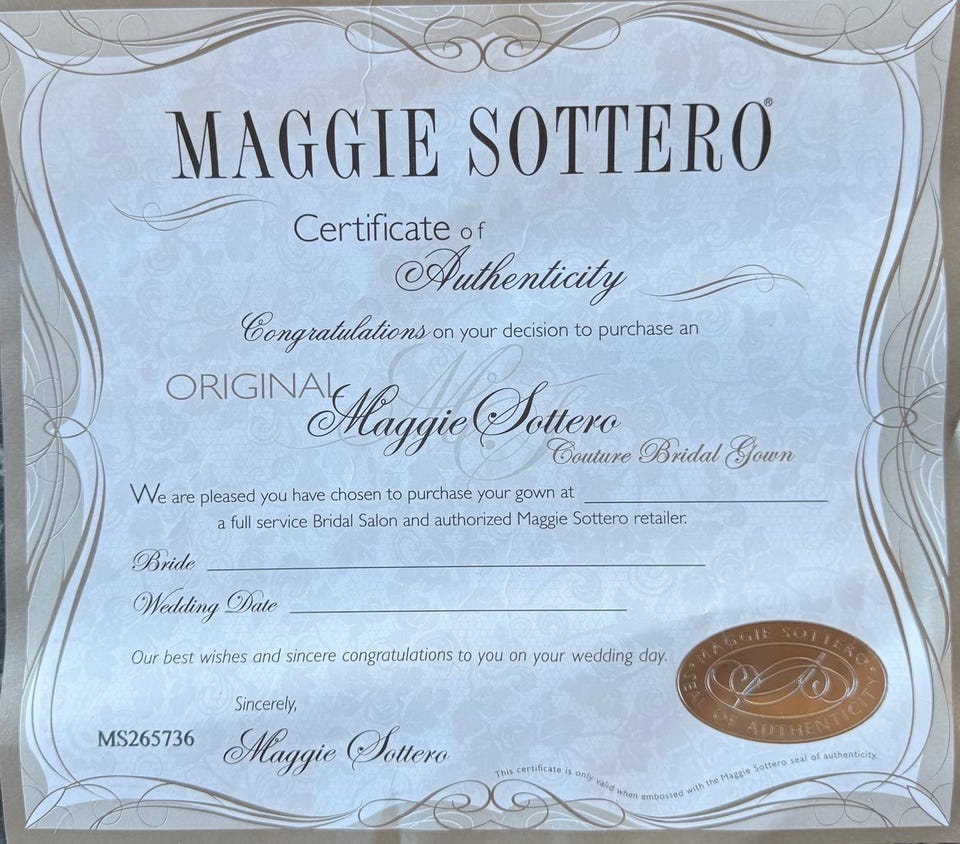 MAGGIE SOTTERO®
Certificate of
Authenticity
Congratulations on your decision to purchase an
ORIGINAL
Maggie Sottero
Couture Bridal Gown
We are pleased you have chosen to purchase your gown at
a full service Bridal Salon and authorized Maggie Sottero retailer.
Bride
Wedding Date
Our best wishes and sincere congratulations to you on your wedding day.
Sincerely,
MS265736
Maggie Sottero
MAGGIE SOTTERO
SEAL OF AUTHENTICITY
This certificate is only valid when embossed with the Maggie Sottero seal of authenticity.